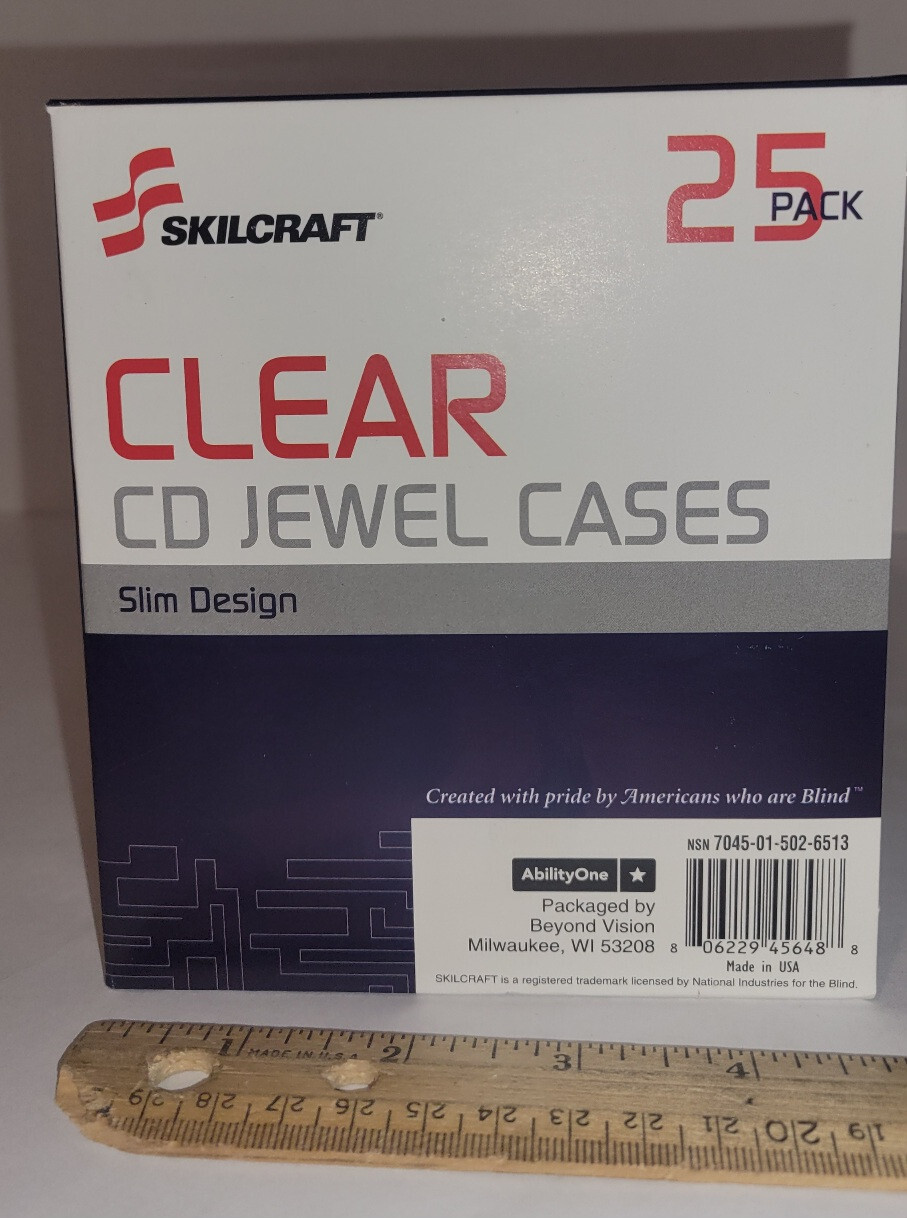 SKILCRAFT®
25
PACK
CLEAR
CD JEWEL CASES
Slim Design
Created with pride by Americans who are Blind™
NSN 7045-01-502-6513
AbilityOne
Packaged by
Beyond Vision
Milwaukee, WI 53208
8 06229 45648 8
Made in USA
SKILCRAFT is a registered trademark licensed by National Industries for the Blind.
1 MADE IN U.S.A. 2 3 4
29 28 27 26 25 24 23 22 21 20 19